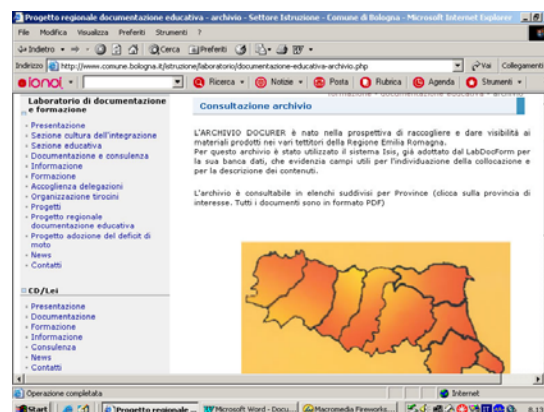 Progetto regionale documentazione educativa - archivio - Settore Istruzione - Comune di Bologna - Microsoft Internet Explorer
File Modifica Visualizza Preferiti Strumenti ?
Indietro Cerca Preferiti
Indirizzo http://www.comune.bologna.it/istruzione/laboratorio/documentazione-educativa-archivio.php Vai Collegamenti
Ricerca Notizie Posta Rubrica Agenda Strumenti
Laboratorio di documentazione e formazione
Presentazione
Sezione cultura dell'integrazione
Sezione educativa
Documentazione e consulenza
Informazione
Formazione
Accoglienza delegazioni
Organizzazione tirocini
Progetti
Progetto regionale
documentazione educativa
Progetto adozione del deficit di
moto
News
Contatti
CD/Lei
Presentazione
Documentazione
Formazione
Informazione
Consulenza
News
Contatti
formazione - documentazione educativa - archivio
Consultazione archivio
L'ARCHIVIO DOCURER è nato nella prospettiva di raccogliere e dare visibilità ai
materiali prodotti nei vari tettitori della Regione Emilia Romagna.
Per questo archivio è stato utilizzato il sistema Isis, già adottato dal LabDocForm per
la sua banca dati, che evidenzia campi utili per l'individuazione della collocazione e
per la descrizione dei contenuti.
L'archivio è consultabile in elenchi suddivisi per Province (clicca sulla provincia di
interesse. Tutti i documenti sono in formato PDF)
Operazione completata Internet
Start Progetto regionale ... Microsoft Word - Docu... Macromedia Fireworks... 8.13